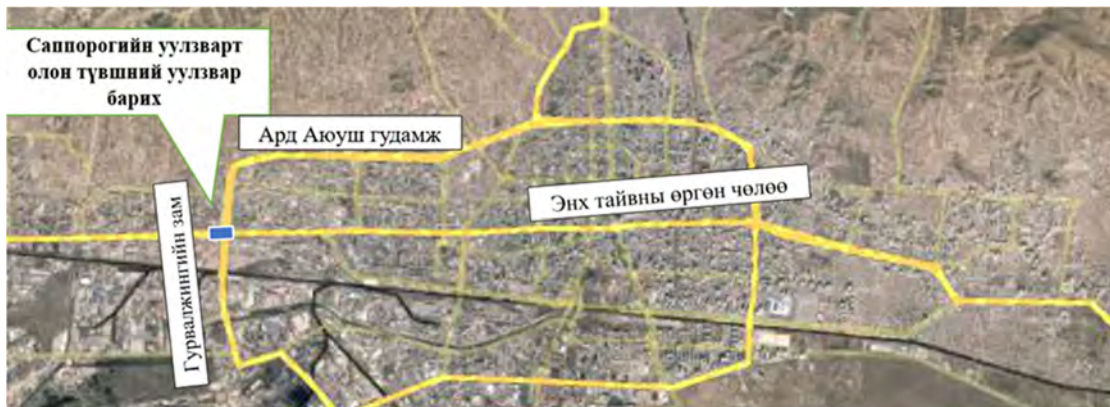 Саппорогийн уулзварт
олон түвшний уулзвар
барих
Ард Аюуш гудамж
Энх тайвны өргөн чөлөө
Гурвалжингийн зам